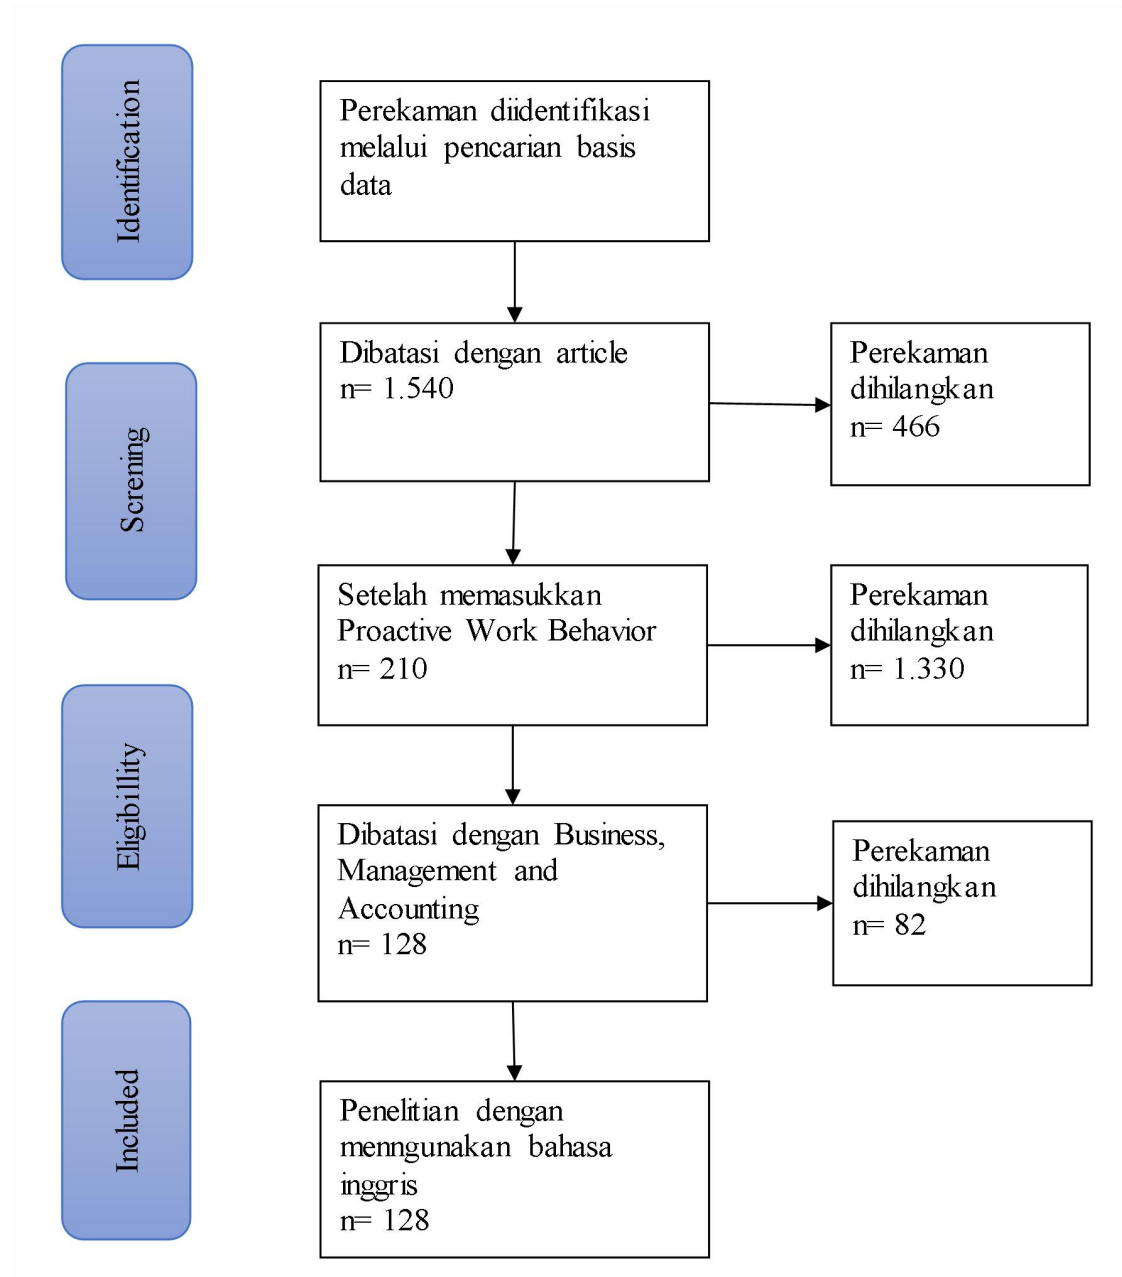 Identification
Perekaman diidentifikasi
melalui pencarian basis
data
Screning
Dibatasi dengan article
n= 1.540
Perekaman
dihilangkan
n= 466
Setelah memasukkan
Proactive Work Behavior
n= 210
Perekaman
dihilangkan
n= 1.330
Eligibillity
Dibatasi dengan Business,
Management and
Accounting
n= 128
Perekaman
dihilangkan
n= 82
Included
Penelitian dengan
menngunakan bahasa
inggris
n= 128